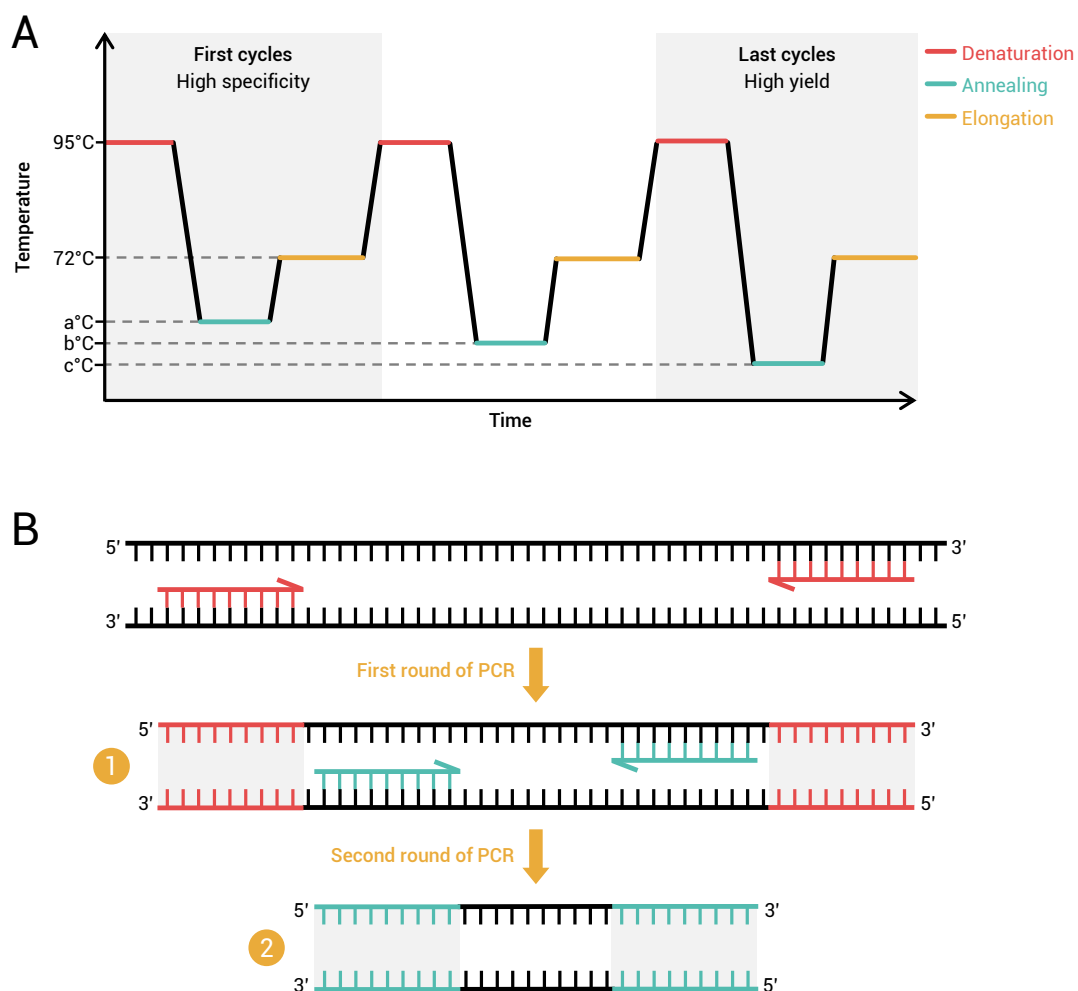 A
First cycles
High specificity
Last cycles
High yield
Denaturation
Annealing
Elongation
Temperature
95°C
72°C
a°C
b°C
c°C
Time
B
5'
3'
3'
5'
First round of PCR
1
5'
3'
3'
5'
Second round of PCR
2
5'
3'
3'
5'